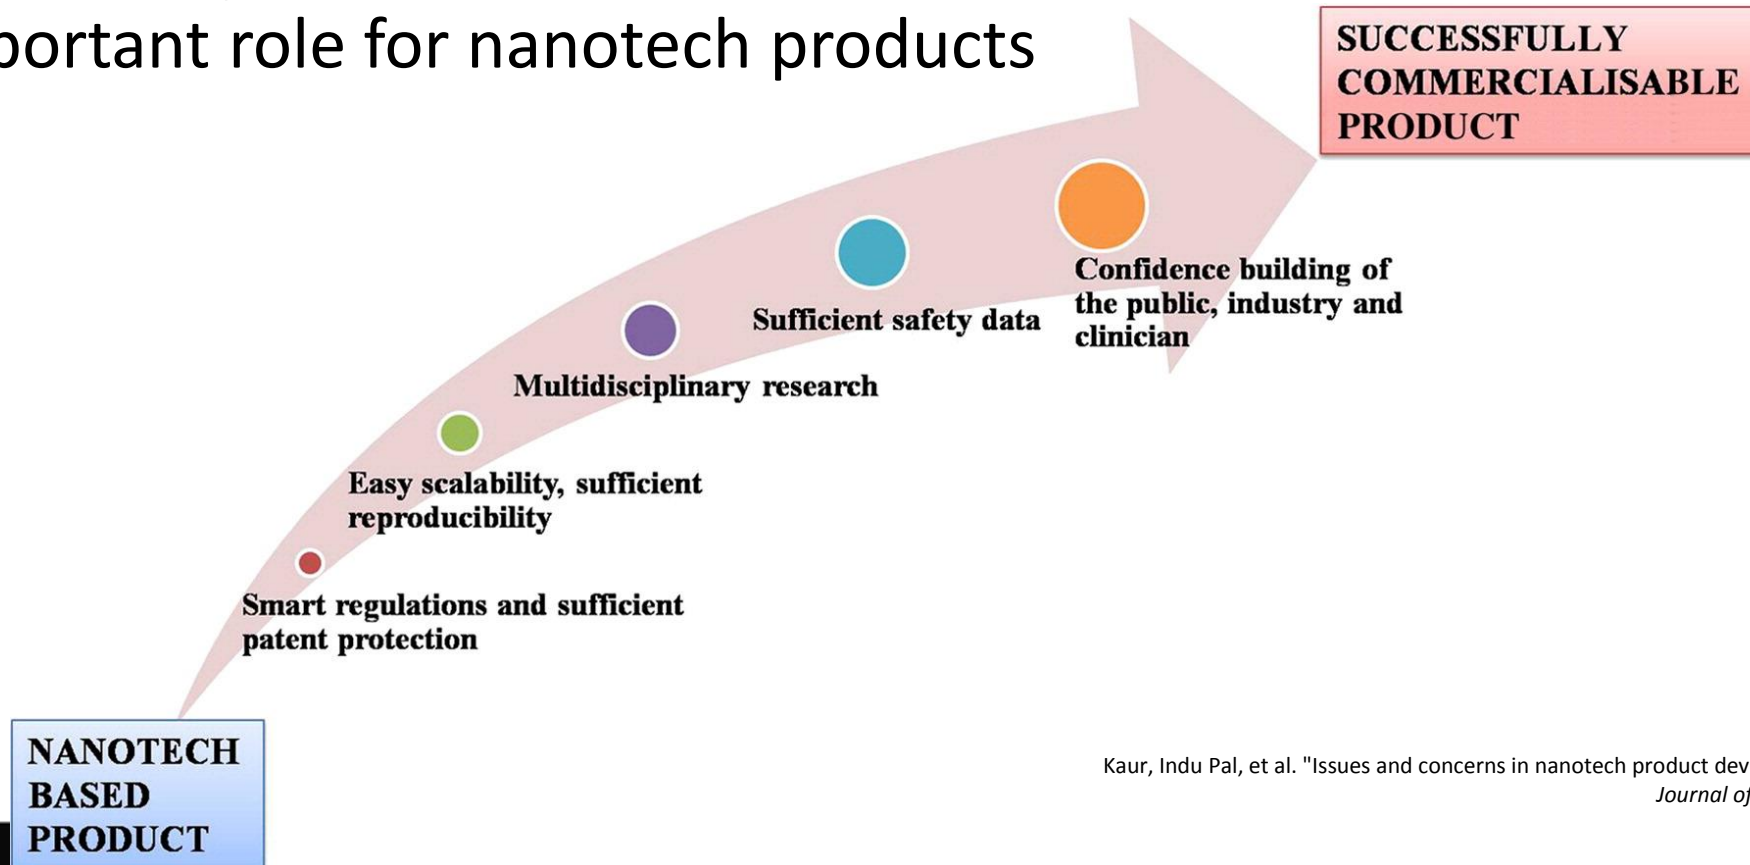 portant role for nanotech products
SUCCESSFULLY
COMMERCIALISABLE
PRODUCT
Confidence building of
the public, industry and
clinician
Sufficient safety data
Multidisciplinary research
Easy scalability, sufficient
reproducibility
Smart regulations and sufficient
patent protection
NANOTECH
BASED
PRODUCT
Kaur, Indu Pal, et al. "Issues and concerns in nanotech product dev
Journal of